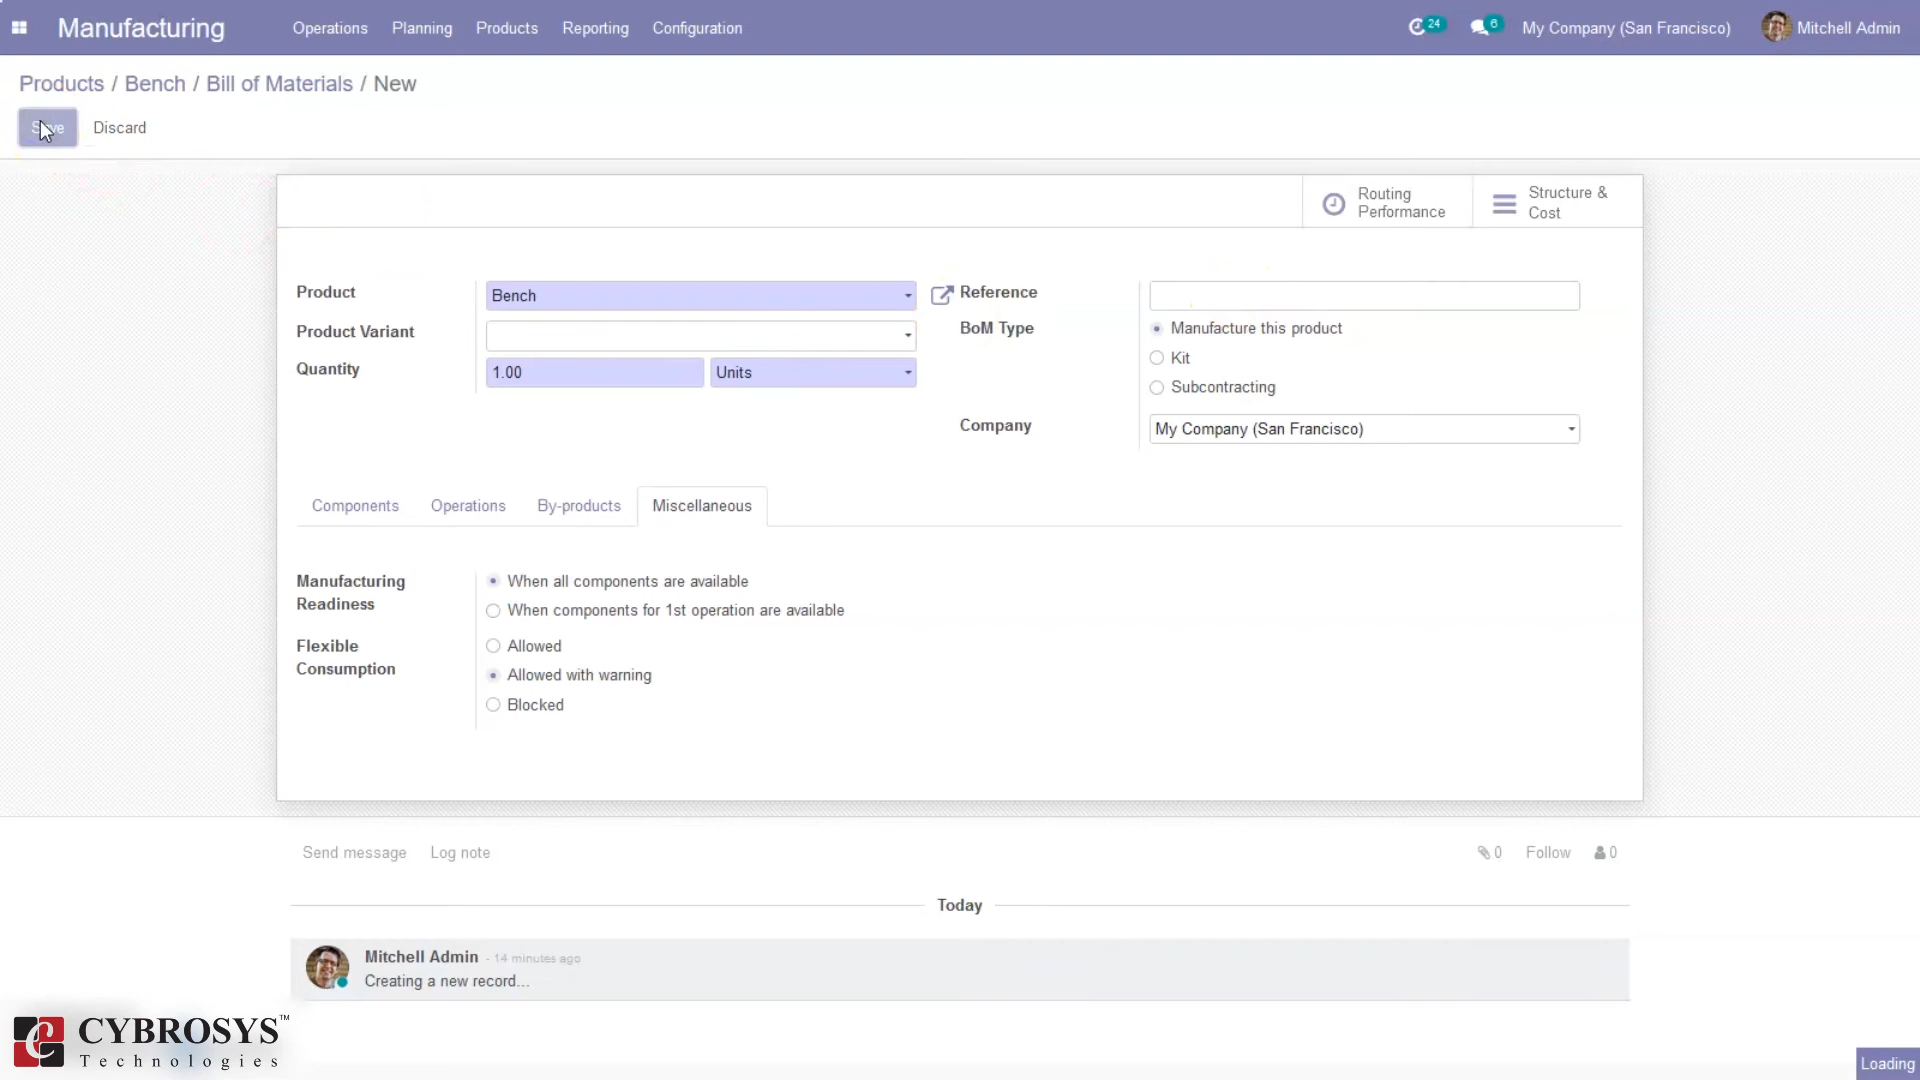 Manufacturing Operations Planning Products Reporting Configuration 24 6 My Company (San Francisco) Mitchell Admin
Products / Bench / Bill of Materials / New
Save Discard
Routing Performance
Structure & Cost
Product Bench
Reference
Product Variant
BoM Type Manufacture this product
Quantity 1.00 Units
Kit
Subcontracting
Company My Company (San Francisco)
Components Operations By-products Miscellaneous
Manufacturing Readiness
When all components are available
When components for 1st operation are available
Flexible Consumption
Allowed
Allowed with warning
Blocked
Send message Log note 0 Follow 0
Today
Mitchell Admin - 14 minutes ago
Creating a new record...
CYBROSYS™
Technologies
Loading